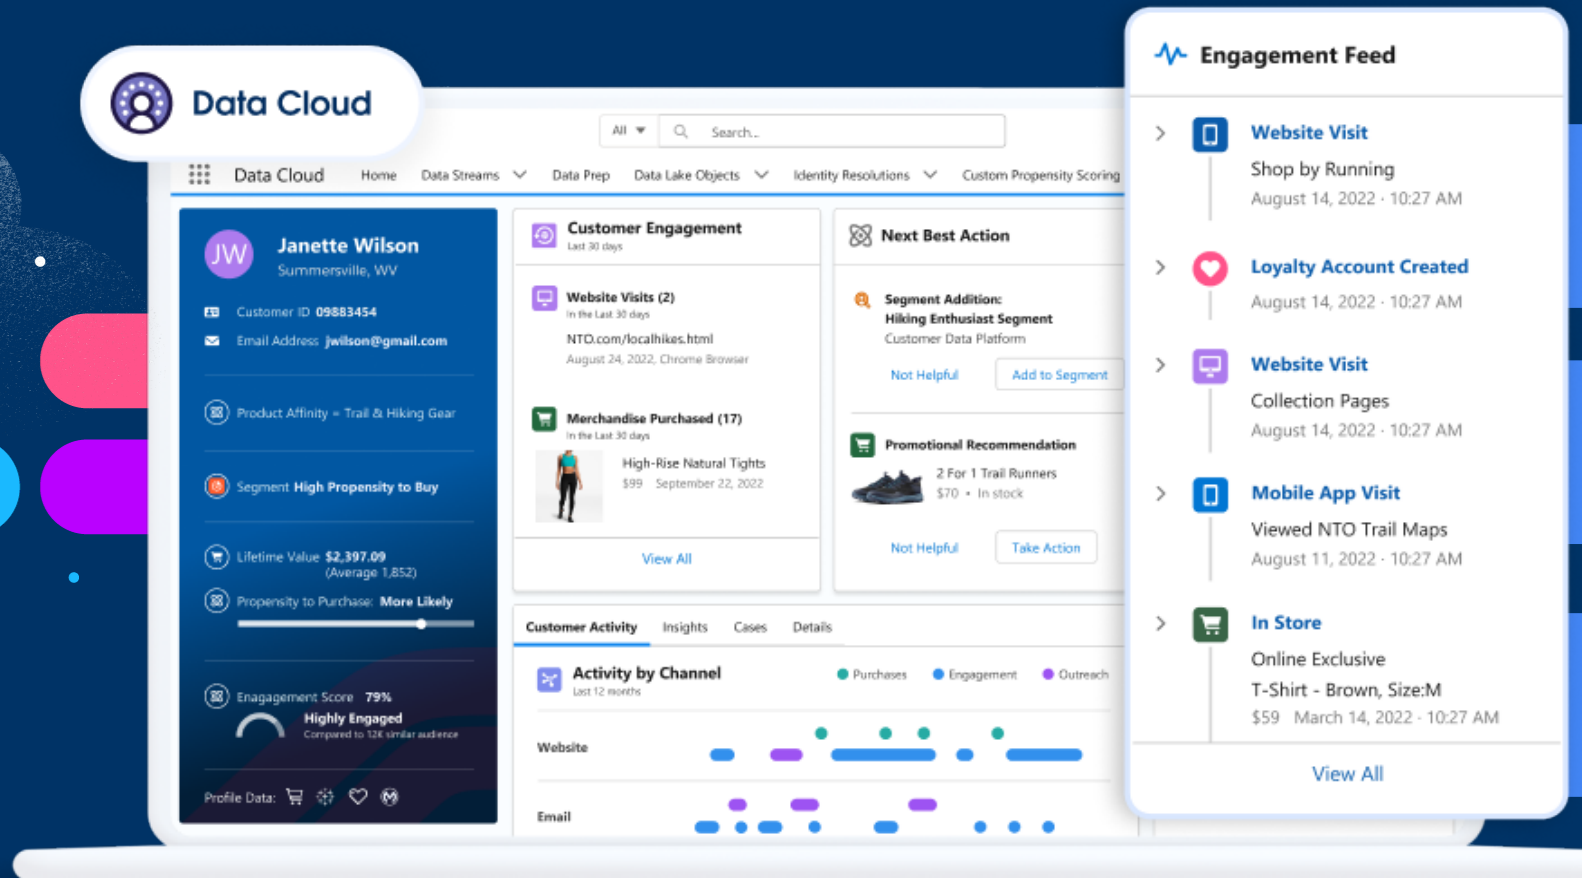 Data Cloud
All
Search...
Data Cloud Home Data Streams Data Prep Data Lake Objects Identity Resolutions Custom Propensity Scoring
JW
Janette Wilson
Summersville, WV
Customer ID 09883454
Email Address jwilson@gmail.com
Product Affinity = Trail & Hiking Gear
Segment High Propensity to Buy
Lifetime Value $2,397.09
(Average 1,852)
Propensity to Purchase: More Likely
Enagagement Score 79%
Highly Engaged
Compared to 12K similar audience
Profile Data:
Customer Engagement
Last 30 days
Website Visits (2)
In the Last 30 days
NTO.com/localhikes.html
August 24, 2022, Chrome Browser
Merchandise Purchased (17)
In the Last 30 days
High-Rise Natural Tights
$99 September 22, 2022
View All
Next Best Action
Segment Addition:
Hiking Enthusiast Segment
Customer Data Platform
Not Helpful Add to Segment
Promotional Recommendation
2 For 1 Trail Runners
$70 • In stock
Not Helpful Take Action
Customer Activity Insights Cases Details
Activity by Channel
Last 12 months
Purchases Engagement Outreach
Website
Email
Engagement Feed
Website Visit
Shop by Running
August 14, 2022 · 10:27 AM
Loyalty Account Created
August 14, 2022 · 10:27 AM
Website Visit
Collection Pages
August 14, 2022 · 10:27 AM
Mobile App Visit
Viewed NTO Trail Maps
August 11, 2022 · 10:27 AM
In Store
Online Exclusive
T-Shirt - Brown, Size:M
$59 March 14, 2022 · 10:27 AM
View All